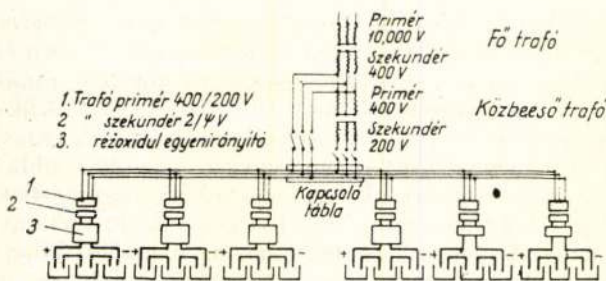 Primér
10,000 V
Fő trafó
Szekundér
400 V
Primér
400 V
Közbeeső trafó
Szekundér
200 V
1. Trafó primér 400/200 V
2 " szekundér 2/4 V
3. rézoxidul egyenirányitó
Kapcsoló
tábla
1
2
3
+ - + - + - + - + - + -